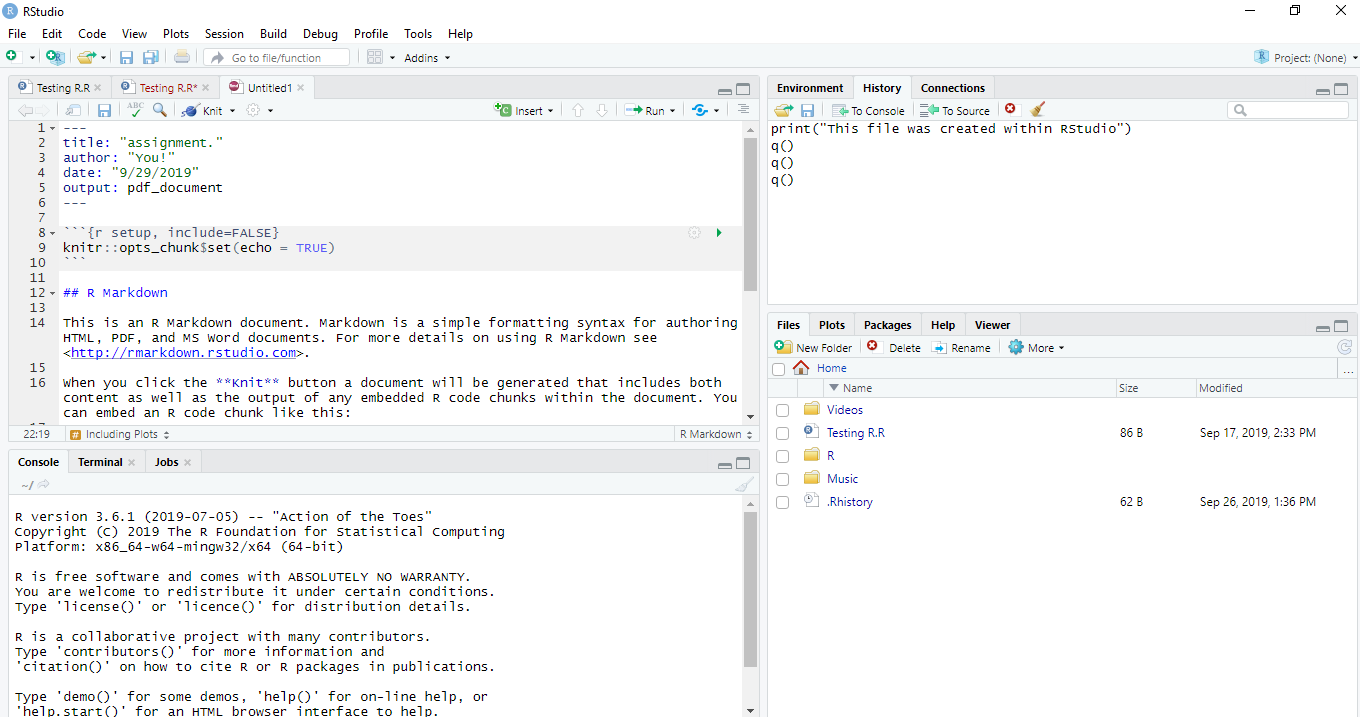 RStudio
File Edit Code View Plots Session Build Debug Profile Tools Help
Go to file/function Addins Project: (None)
Testing R.R Testing R.R* Untitled1
ABC Knit Insert Run
1 ---
2 title: "assignment."
3 author: "You!"
4 date: "9/29/2019"
5 output: pdf_document
6 ---
7
8 ```{r setup, include=FALSE}
9 knitr::opts_chunk$set(echo = TRUE)
10 ```
11
12 ## R Markdown
13
14 This is an R Markdown document. Markdown is a simple formatting syntax for authoring
HTML, PDF, and MS Word documents. For more details on using R Markdown see
<http://rmarkdown.rstudio.com>.
15
16 When you click the **Knit** button a document will be generated that includes both
content as well as the output of any embedded R code chunks within the document. You
can embed an R code chunk like this:
22:19 # Including Plots R Markdown
Console Terminal Jobs
~/
R version 3.6.1 (2019-07-05) -- "Action of the Toes"
Copyright (C) 2019 The R Foundation for Statistical Computing
Platform: x86_64-w64-mingw32/x64 (64-bit)
R is free software and comes with ABSOLUTELY NO WARRANTY.
You are welcome to redistribute it under certain conditions.
Type 'license()' or 'licence()' for distribution details.
R is a collaborative project with many contributors.
Type 'contributors()' for more information and
'citation()' on how to cite R or R packages in publications.
Type 'demo()' for some demos, 'help()' for on-line help, or
'help.start()' for an HTML browser interface to help.
Environment History Connections
To Console To Source
print("This file was created within RStudio")
q()
q()
q()
Files Plots Packages Help Viewer
New Folder Delete Rename More
Home ...
Name Size Modified
Videos
Testing R.R 86 B Sep 17, 2019, 2:33 PM
R
Music
.Rhistory 62 B Sep 26, 2019, 1:36 PM